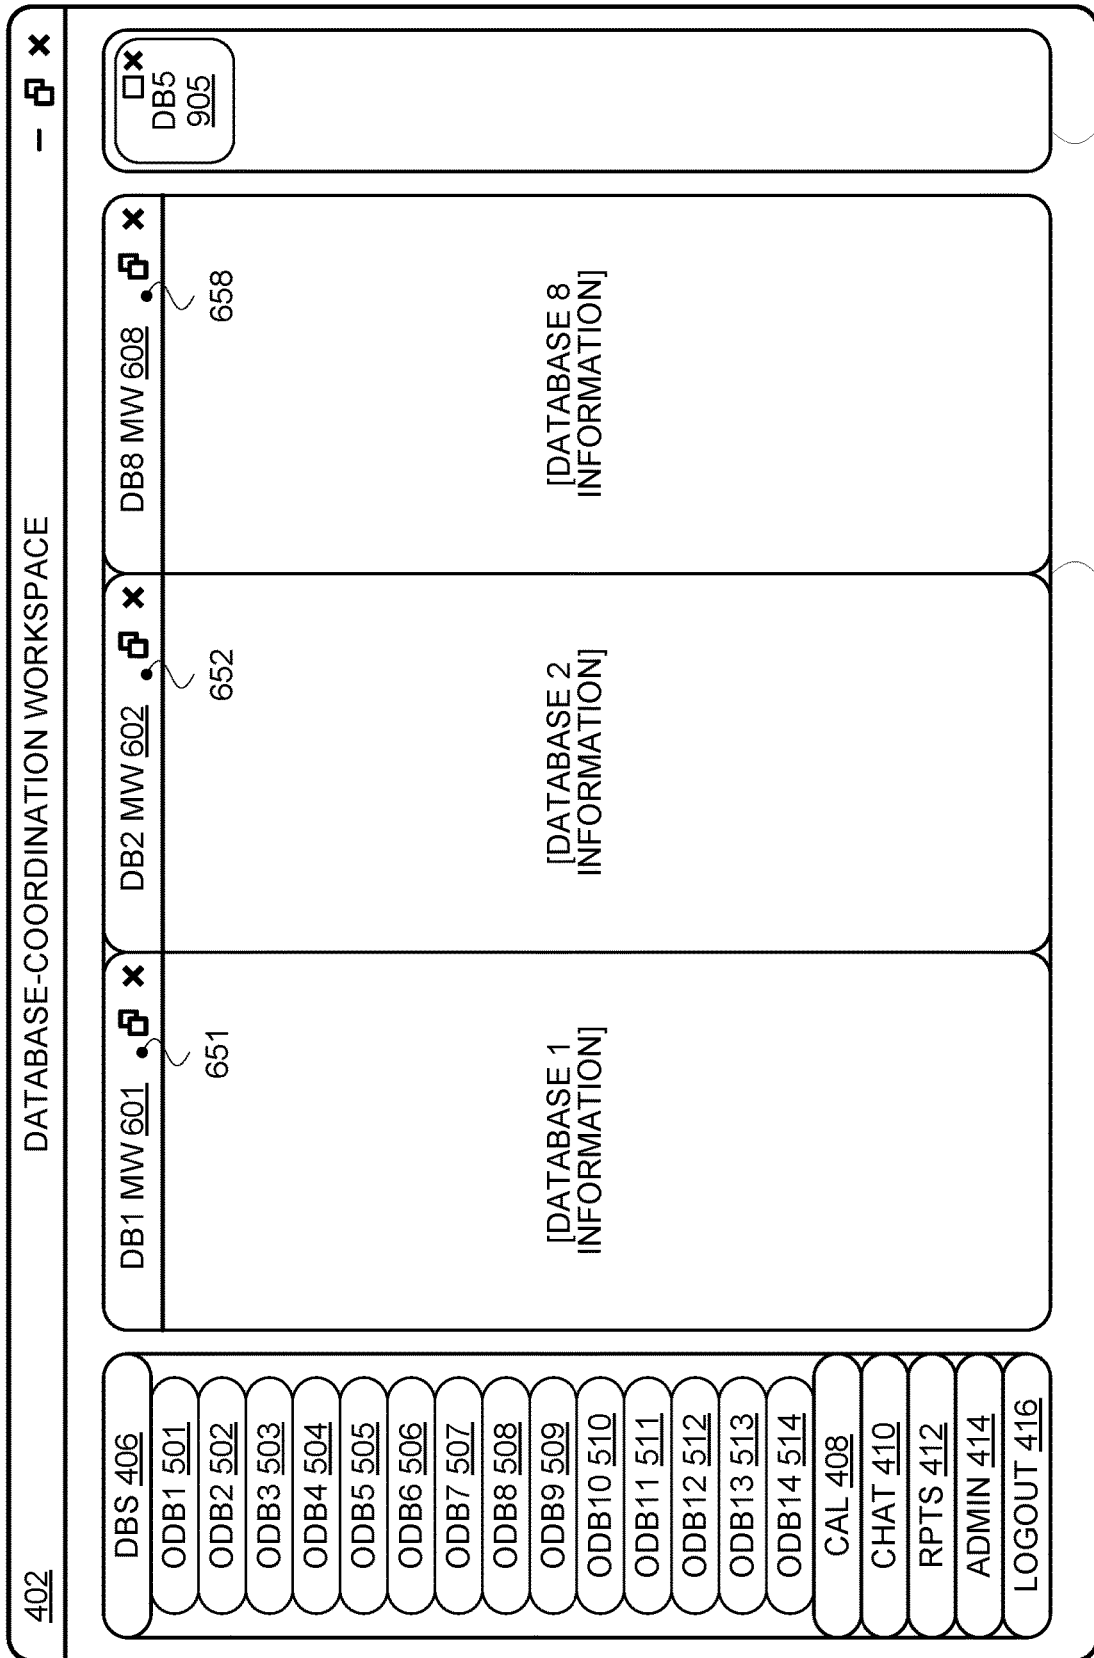 402
DATABASE-COORDINATION WORKSPACE
DBS 406
ODB1 501
ODB2 502
ODB3 503
ODB4 504
ODB5 505
ODB6 506
ODB7 507
ODB8 508
ODB9 509
ODB10 510
ODB11 511
ODB12 512
ODB13 513
ODB14 514
CAL 408
CHAT 410
RPTS 412
ADMIN 414
LOGOUT 416
DB1 MW 601
651
[DATABASE 1
INFORMATION]
DB2 MW 602
652
[DATABASE 2
INFORMATION]
DB8 MW 608
658
[DATABASE 8
INFORMATION]
DB5
905